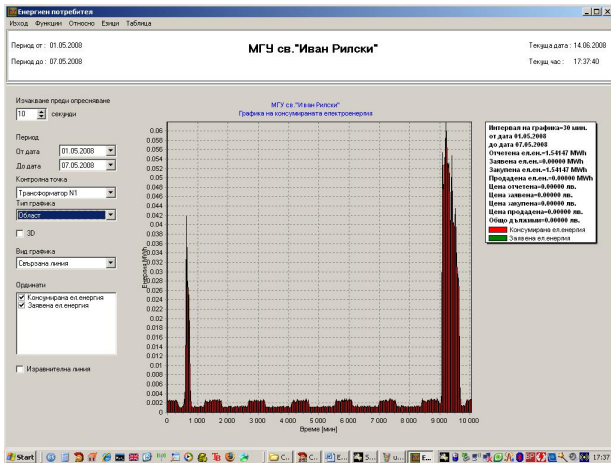 Енергиен потребител
Изход Функции Относно Езици Таблица
Период от : 01.05.2008
МГУ св."Иван Рилски"
Текуща дата : 14.06.2008
Период до : 07.05.2008
Текущ час : 17:37:40
Изчакване преди опресняване
10 секунди
Период
От дата 01.05.2008
До дата 07.05.2008
Контролна точка
Трансформатор N1
Тип графика
Област
3D
Вид графика
Свързана линия
Ординати
Консумирана ел.енергия
Заявена ел.енергия
Изравнителна линия
МГУ св."Иван Рилски"
Графика на консумираната електроенергия
Енергия MWh
0.06
0.058
0.056
0.054
0.052
0.05
0.048
0.046
0.044
0.042
0.04
0.038
0.036
0.034
0.032
0.03
0.028
0.026
0.024
0.022
0.02
0.018
0.016
0.014
0.012
0.01
0.008
0.006
0.004
0.002
0
0 1 000 2 000 3 000 4 000 5 000 6 000 7 000 8 000 9 000 10 000
Време [мин]
Интервал на графика=30 мин.
от дата 01.05.2008
до дата 07.05.2008
Отчетена ел.ен.=1.54147 MWh
Заявена ел.ен.=0.00000 MWh
Закупена ел.ен.=0.00000 MWh
Продадена ел.ен.=0.00000 MWh
Цена отчетена=0.00000 лв.
Цена заявена=0.00000 лв.
Цена закупена=0.00000 лв.
Цена продадена=0.00000 лв.
Общо дължими=0.00000 лв.
Консумирана ел.енергия
Заявена ел.енергия
Start C.. C.. E... S... u... E... 17:37